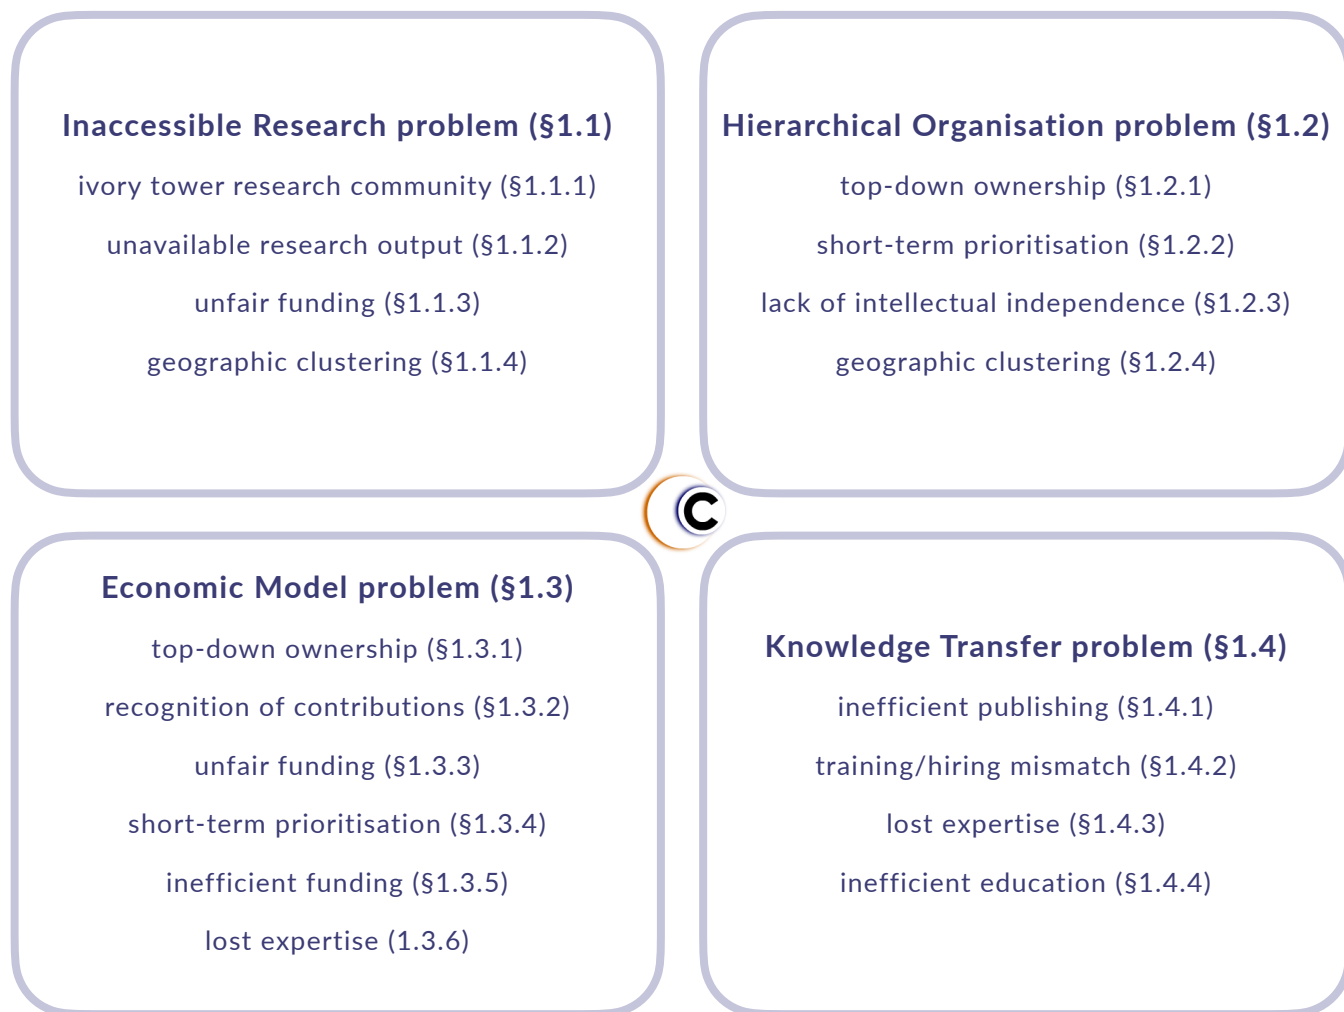 Inaccessible Research problem (§1.1)
ivory tower research community (§1.1.1)
unavailable research output (§1.1.2)
unfair funding (§1.1.3)
geographic clustering (§1.1.4)
Hierarchical Organisation problem (§1.2)
top-down ownership (§1.2.1)
short-term prioritisation (§1.2.2)
lack of intellectual independence (§1.2.3)
geographic clustering (§1.2.4)
C
Economic Model problem (§1.3)
top-down ownership (§1.3.1)
recognition of contributions (§1.3.2)
unfair funding (§1.3.3)
short-term prioritisation (§1.3.4)
inefficient funding (§1.3.5)
lost expertise (1.3.6)
Knowledge Transfer problem (§1.4)
inefficient publishing (§1.4.1)
training/hiring mismatch (§1.4.2)
lost expertise (§1.4.3)
inefficient education (§1.4.4)